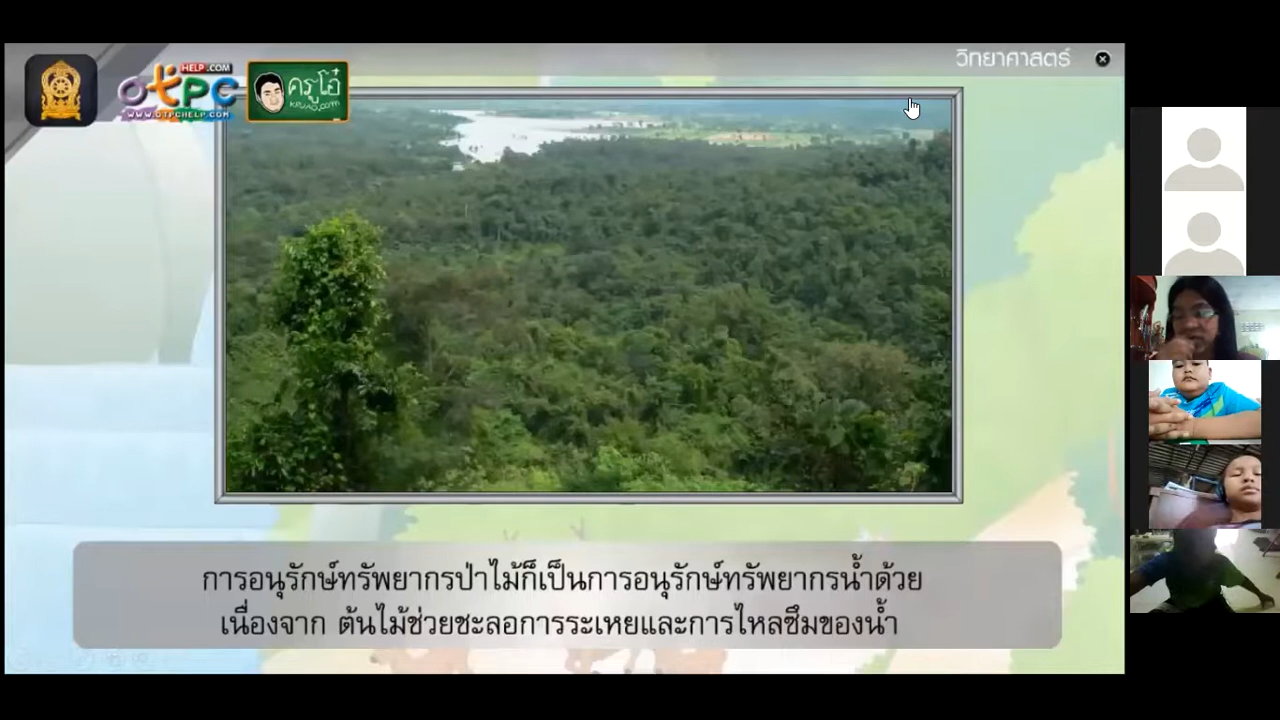 วิทยาศาสตร์
HELP.COM
OTPC
WWW.OTPCHELP.COM
ครูโอ๋
KRUAO.COM
การอนุรักษ์ทรัพยากรป่าไม้ก็เป็นการอนุรักษ์ทรัพยากรน้ำด้วย
เนื่องจาก ต้นไม้ช่วยชะลอการระเหยและการไหลซึมของน้ำ